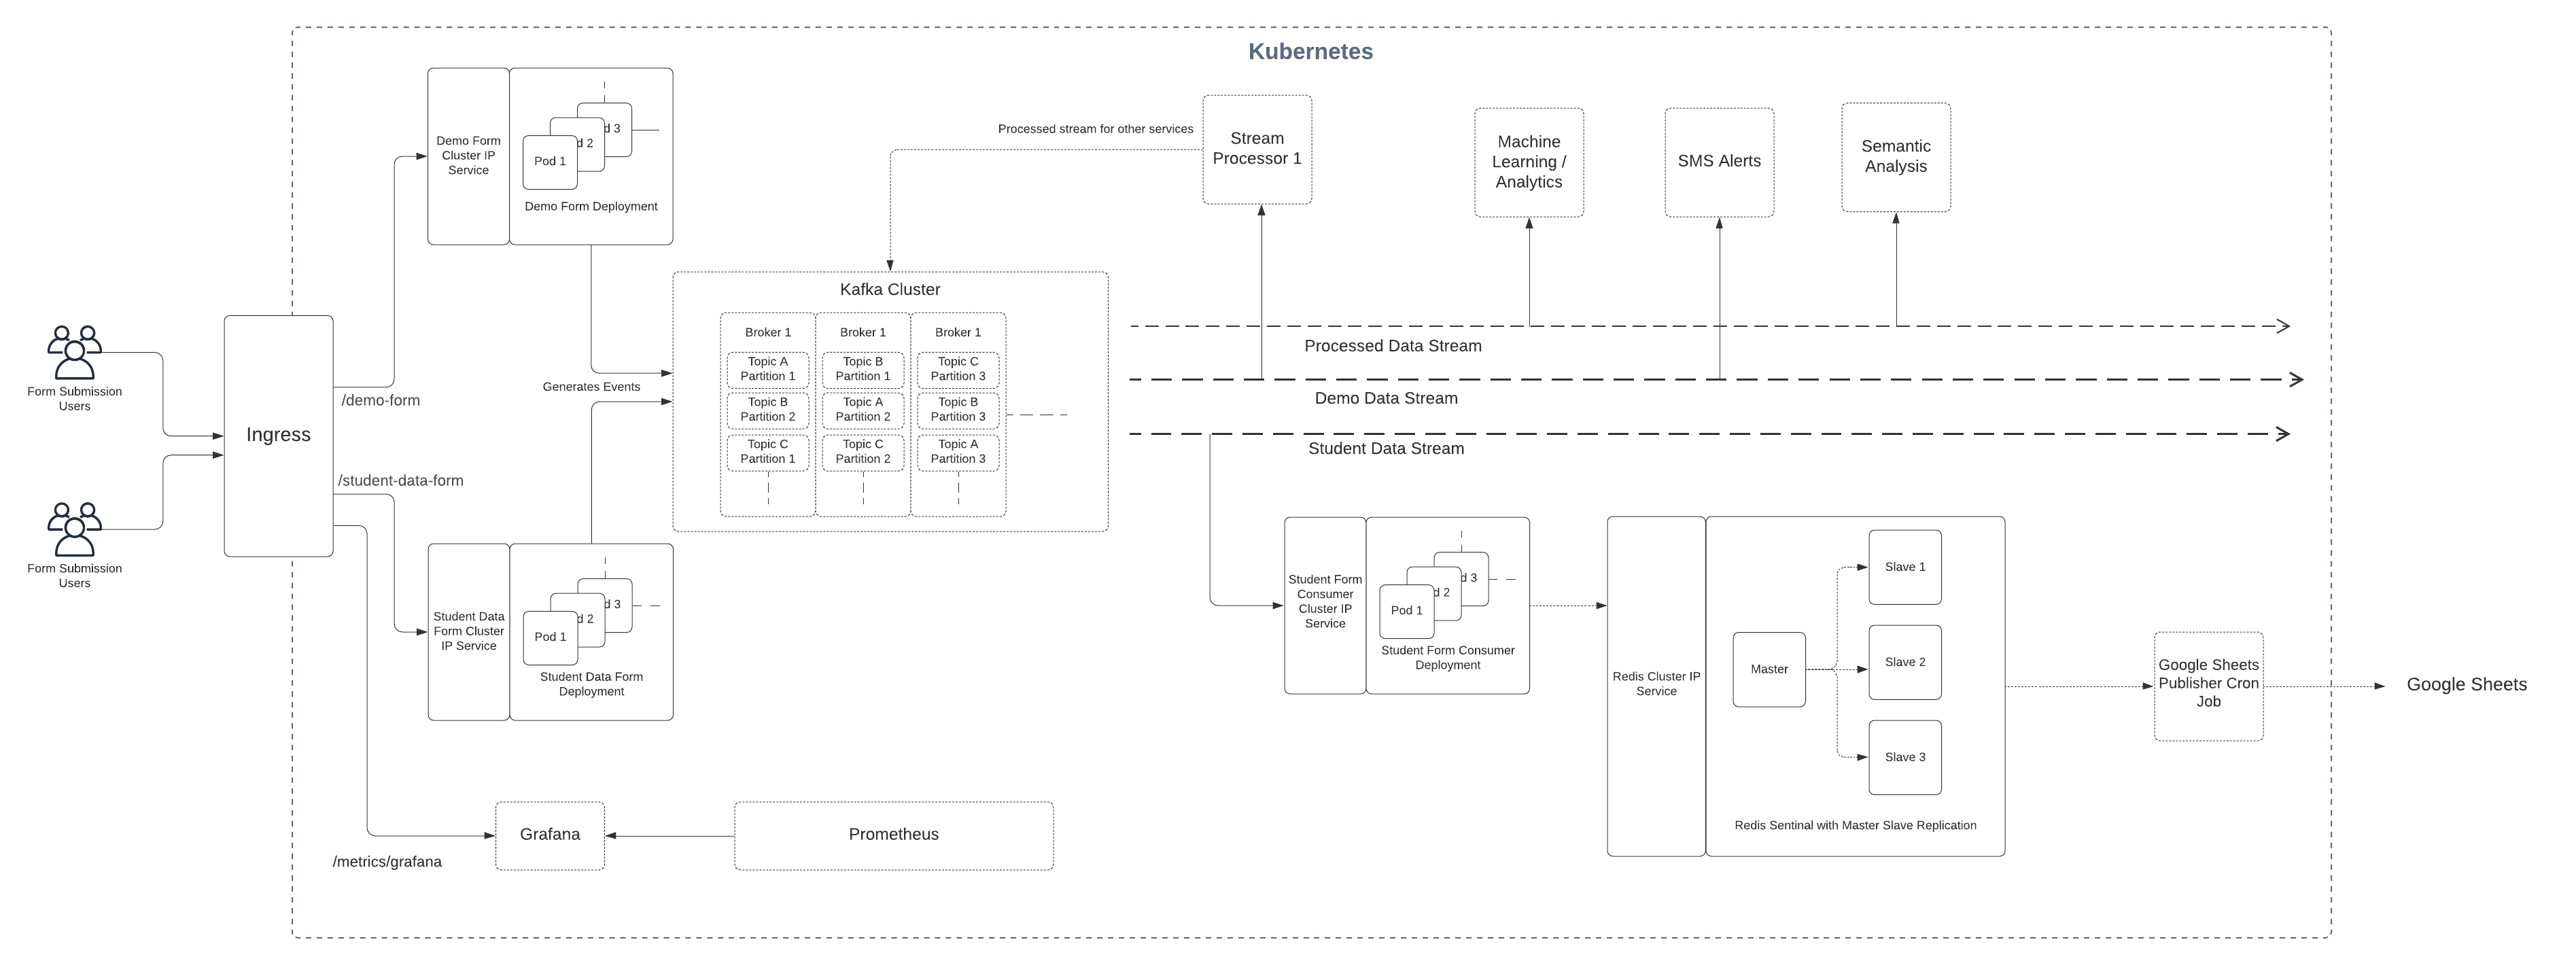 Kubernetes
Demo Form
Cluster IP
Service
Pod 1
d 2
d 3
Demo Form Deployment
Processed stream for other services
Stream
Processor 1
Machine
Learning /
Analytics
SMS Alerts
Semantic
Analysis
Form Submission
Users
Form Submission
Users
Ingress
/demo-form
/student-data-form
/metrics/grafana
Generates Events
Kafka Cluster
Broker 1
Topic A
Partition 1
Topic B
Partition 2
Topic C
Partition 1
Broker 1
Topic B
Partition 1
Topic A
Partition 2
Topic C
Partition 2
Broker 1
Topic C
Partition 3
Topic B
Partition 3
Topic A
Partition 3
Processed Data Stream
Demo Data Stream
Student Data Stream
Student Data
Form Cluster
IP Service
Pod 1
d 2
d 3
Student Data Form
Deployment
Student Form
Consumer
Cluster IP
Service
Pod 1
d 2
d 3
Student Form Consumer
Deployment
Redis Cluster IP
Service
Master
Slave 1
Slave 2
Slave 3
Redis Sentinal with Master Slave Replication
Google Sheets
Publisher Cron
Job
Google Sheets
Grafana
Prometheus